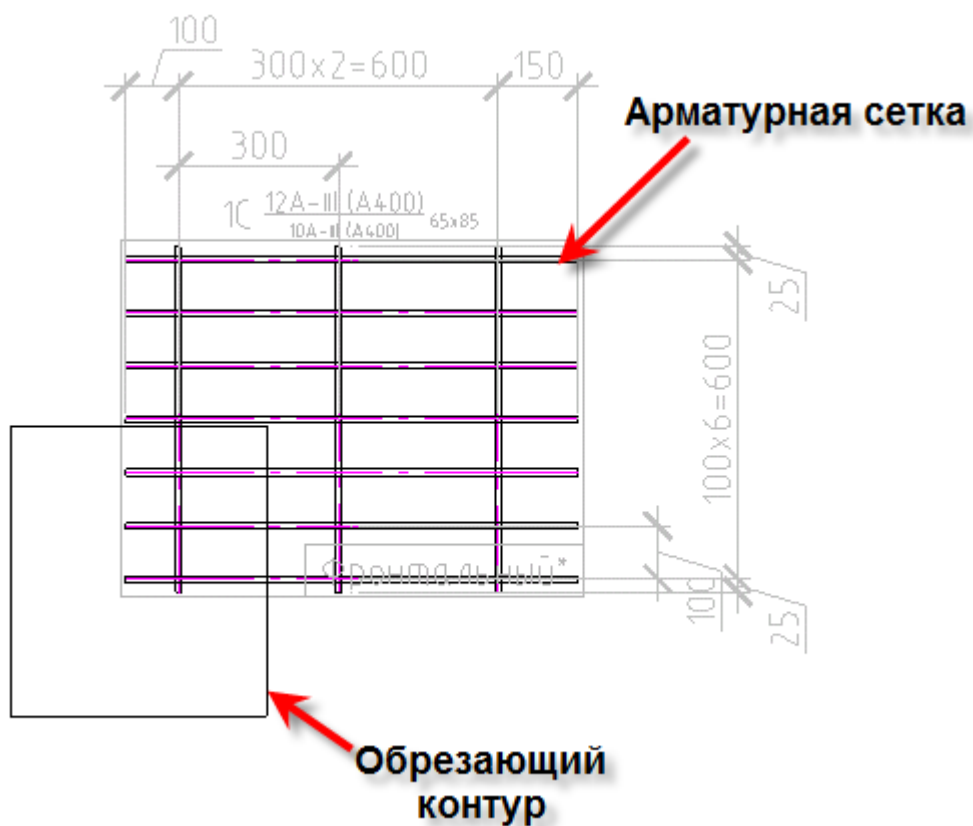 100
300x2=600
150
Арматурная сетка
300
1С 12А-III (А400) 65x85
10А-III (А400)
25
100x6=600
Фронтальный*
100
25
Обрезающий
контур